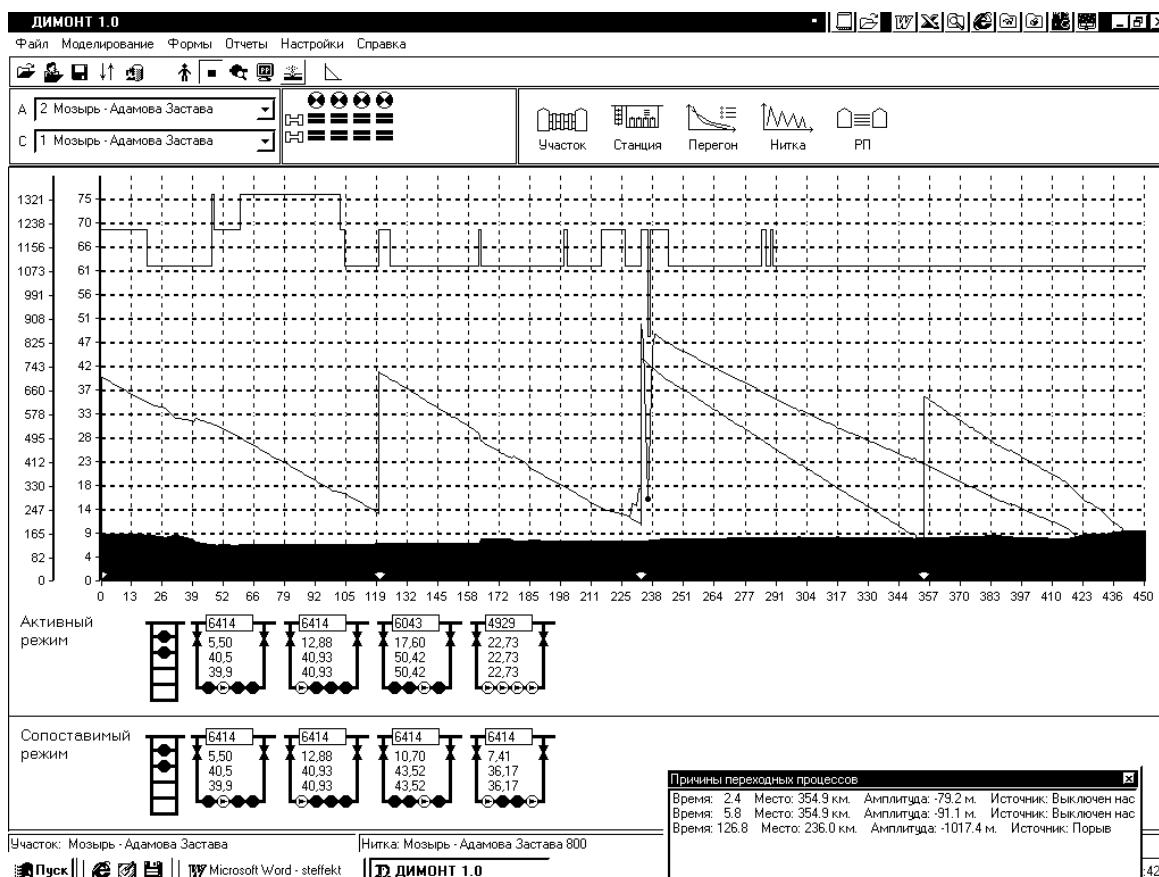 ДИМОНТ 1.0
Файл Моделирование Формы Отчеты Настройки Справка
А 2 Мозырь - Адамова Застава
С 1 Мозырь - Адамова Застава
Участок Станция Перегон Нитка РП
1321 75
1238 70
1156 66
1073 61
991 56
908 51
825 47
743 42
660 37
578 33
495 28
412 23
330 18
247 14
165 9
82 4
0 0
0 13 26 39 52 66 79 92 105 119 132 145 158 172 185 198 211 225 238 251 264 277 291 304 317 330 344 357 370 383 397 410 423 436 450
Активный режим
6414 6414 6043 4929
5,50 12,88 17,60 22,73
40,5 40,93 50,42 22,73
39,9 40,93 50,42 22,73
Сопоставимый режим
6414 6414 6414 6414
5,50 12,88 10,70 7,41
40,5 40,93 43,52 36,17
39,9 40,93 43,52 36,17
Причины переходных процессов
Время: 2.4 Место: 354.9 км. Амплитуда: -79.2 м. Источник: Выключен нас
Время: 5.8 Место: 354.9 км. Амплитуда: -91.1 м. Источник: Выключен нас
Время: 126.8 Место: 236.0 км. Амплитуда: -1017.4 м. Источник: Порыв
Участок: Мозырь - Адамова Застава Нитка: Мозырь - Адамова Застава 800
Пуск Microsoft Word - steffekt ДИМОНТ 1.0 :42